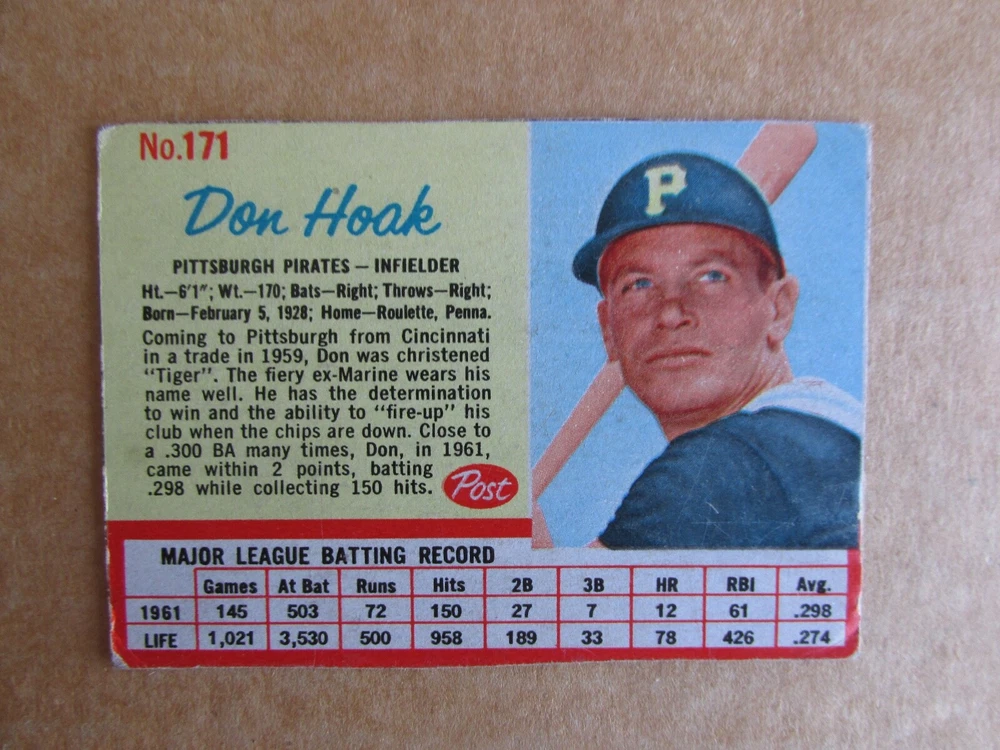 No.171
Don Hoak
PITTSBURGH PIRATES – INFIELDER
Ht.—6'1"; Wt.—170; Bats—Right; Throws—Right;
Born—February 5, 1928; Home—Roulette, Penna.
Coming to Pittsburgh from Cincinnati
in a trade in 1959, Don was christened
"Tiger". The fiery ex-Marine wears his
name well. He has the determination
to win and the ability to "fire-up" his
club when the chips are down. Close to
a .300 BA many times, Don, in 1961,
came within 2 points, batting
.298 while collecting 150 hits.
Post
P
MAJOR LEAGUE BATTING RECORD
Games At Bat Runs Hits 2B 3B HR RBI Avg.
1961 145 503 72 150 27 7 12 61 .298
LIFE 1,021 3,530 500 958 189 33 78 426 .274